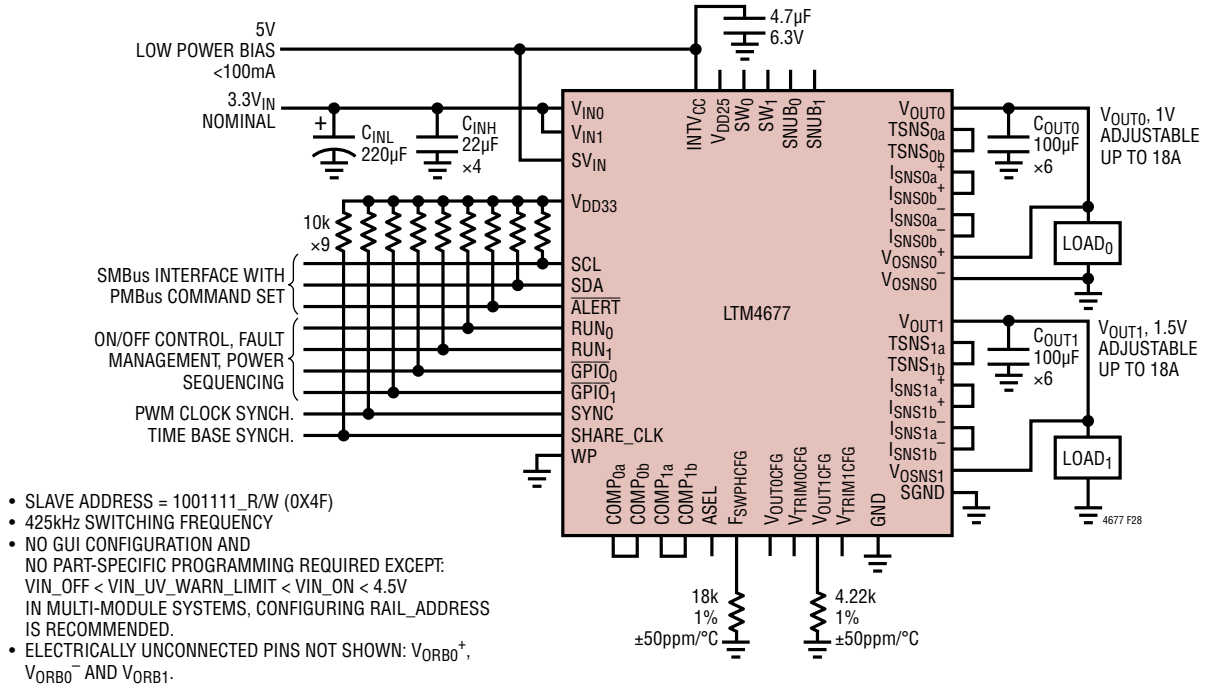 5V
LOW POWER BIAS
<100mA
4.7µF
6.3V
3.3V_IN
NOMINAL
+
C_INL
220µF
C_INH
22µF
×4
10k
×9
SMBus INTERFACE WITH
PMBus COMMAND SET
ON/OFF CONTROL, FAULT
MANAGEMENT, POWER
SEQUENCING
PWM CLOCK SYNCH.
TIME BASE SYNCH.
V_IN0
V_IN1
SV_IN
V_DD33
SCL
SDA
ALERT
RUN_0
RUN_1
GPIO_0
GPIO_1
SYNC
SHARE_CLK
WP
INTV_CC
V_DD25
SW_0
SW_1
SNUB_0
SNUB_1
LTM4677
V_OUT0
TSNS_0a
TSNS_0b
I_SNS0a^+
I_SNS0b^+
I_SNS0a^–
I_SNS0b^–
V_OSNS0^+
V_OSNS0^–
V_OUT1
TSNS_1a
TSNS_1b
I_SNS1a^+
I_SNS1b^+
I_SNS1a^–
I_SNS1b^–
V_OSNS1
SGND
COMP_0a
COMP_0b
COMP_1a
COMP_1b
ASEL
F_SWPHCFG
V_OUT0CFG
V_TRIM0CFG
V_OUT1CFG
V_TRIM1CFG
GND
C_OUT0
100µF
×6
V_OUT0, 1V
ADJUSTABLE
UP TO 18A
LOAD_0
C_OUT1
100µF
×6
V_OUT1, 1.5V
ADJUSTABLE
UP TO 18A
LOAD_1
4677 F28
18k
1%
±50ppm/°C
4.22k
1%
±50ppm/°C
• SLAVE ADDRESS = 1001111_R/W (0X4F)
• 425kHz SWITCHING FREQUENCY
• NO GUI CONFIGURATION AND
NO PART-SPECIFIC PROGRAMMING REQUIRED EXCEPT:
VIN_OFF < VIN_UV_WARN_LIMIT < VIN_ON < 4.5V
IN MULTI-MODULE SYSTEMS, CONFIGURING RAIL_ADDRESS
IS RECOMMENDED.
• ELECTRICALLY UNCONNECTED PINS NOT SHOWN: V_ORB0^+,
V_ORB0^– AND V_ORB1.